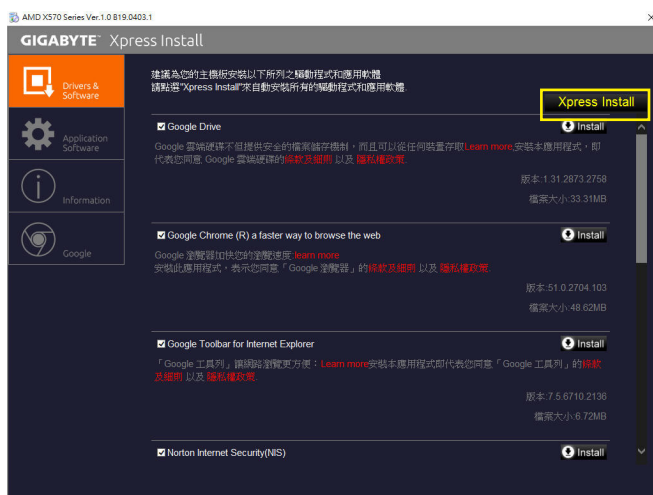 AMD X570 Series Ver.1.0 B19.0403.1
GIGABYTE™ Xpress Install
Drivers &
Software
Application
Software
Information
Google
建議為您的主機板安裝以下所列之驅動程式和應用軟體
請點選"Xpress Install"來自動安裝所有的驅動程式和應用軟體.
Xpress Install
Google Drive
Install
Google 雲端硬碟不但提供安全的檔案儲存機制，而且可以從任何裝置存取Learn more,安裝本應用程式，即
代表您同意 Google 雲端硬碟的條款及細則 以及 隱私權政策.
版本:1.31.2873.2758
檔案大小:33.31MB
Google Chrome (R) a faster way to browse the web
Install
Google 瀏覽器加快您的瀏覽速度:learn more
安裝此應用程式，表示您同意「Google 瀏覽器」的條款及細則 以及 隱私權政策.
版本:51.0.2704.103
檔案大小:48.62MB
Google Toolbar for Internet Explorer
Install
「Google 工具列」讓網路瀏覽更方便：Learn more安裝本應用程式即代表您同意「Google 工具列」的條款
及細則 以及 隱私權政策.
版本:7.5.6710.2136
檔案大小:6.72MB
Norton Internet Security(NIS)
Install